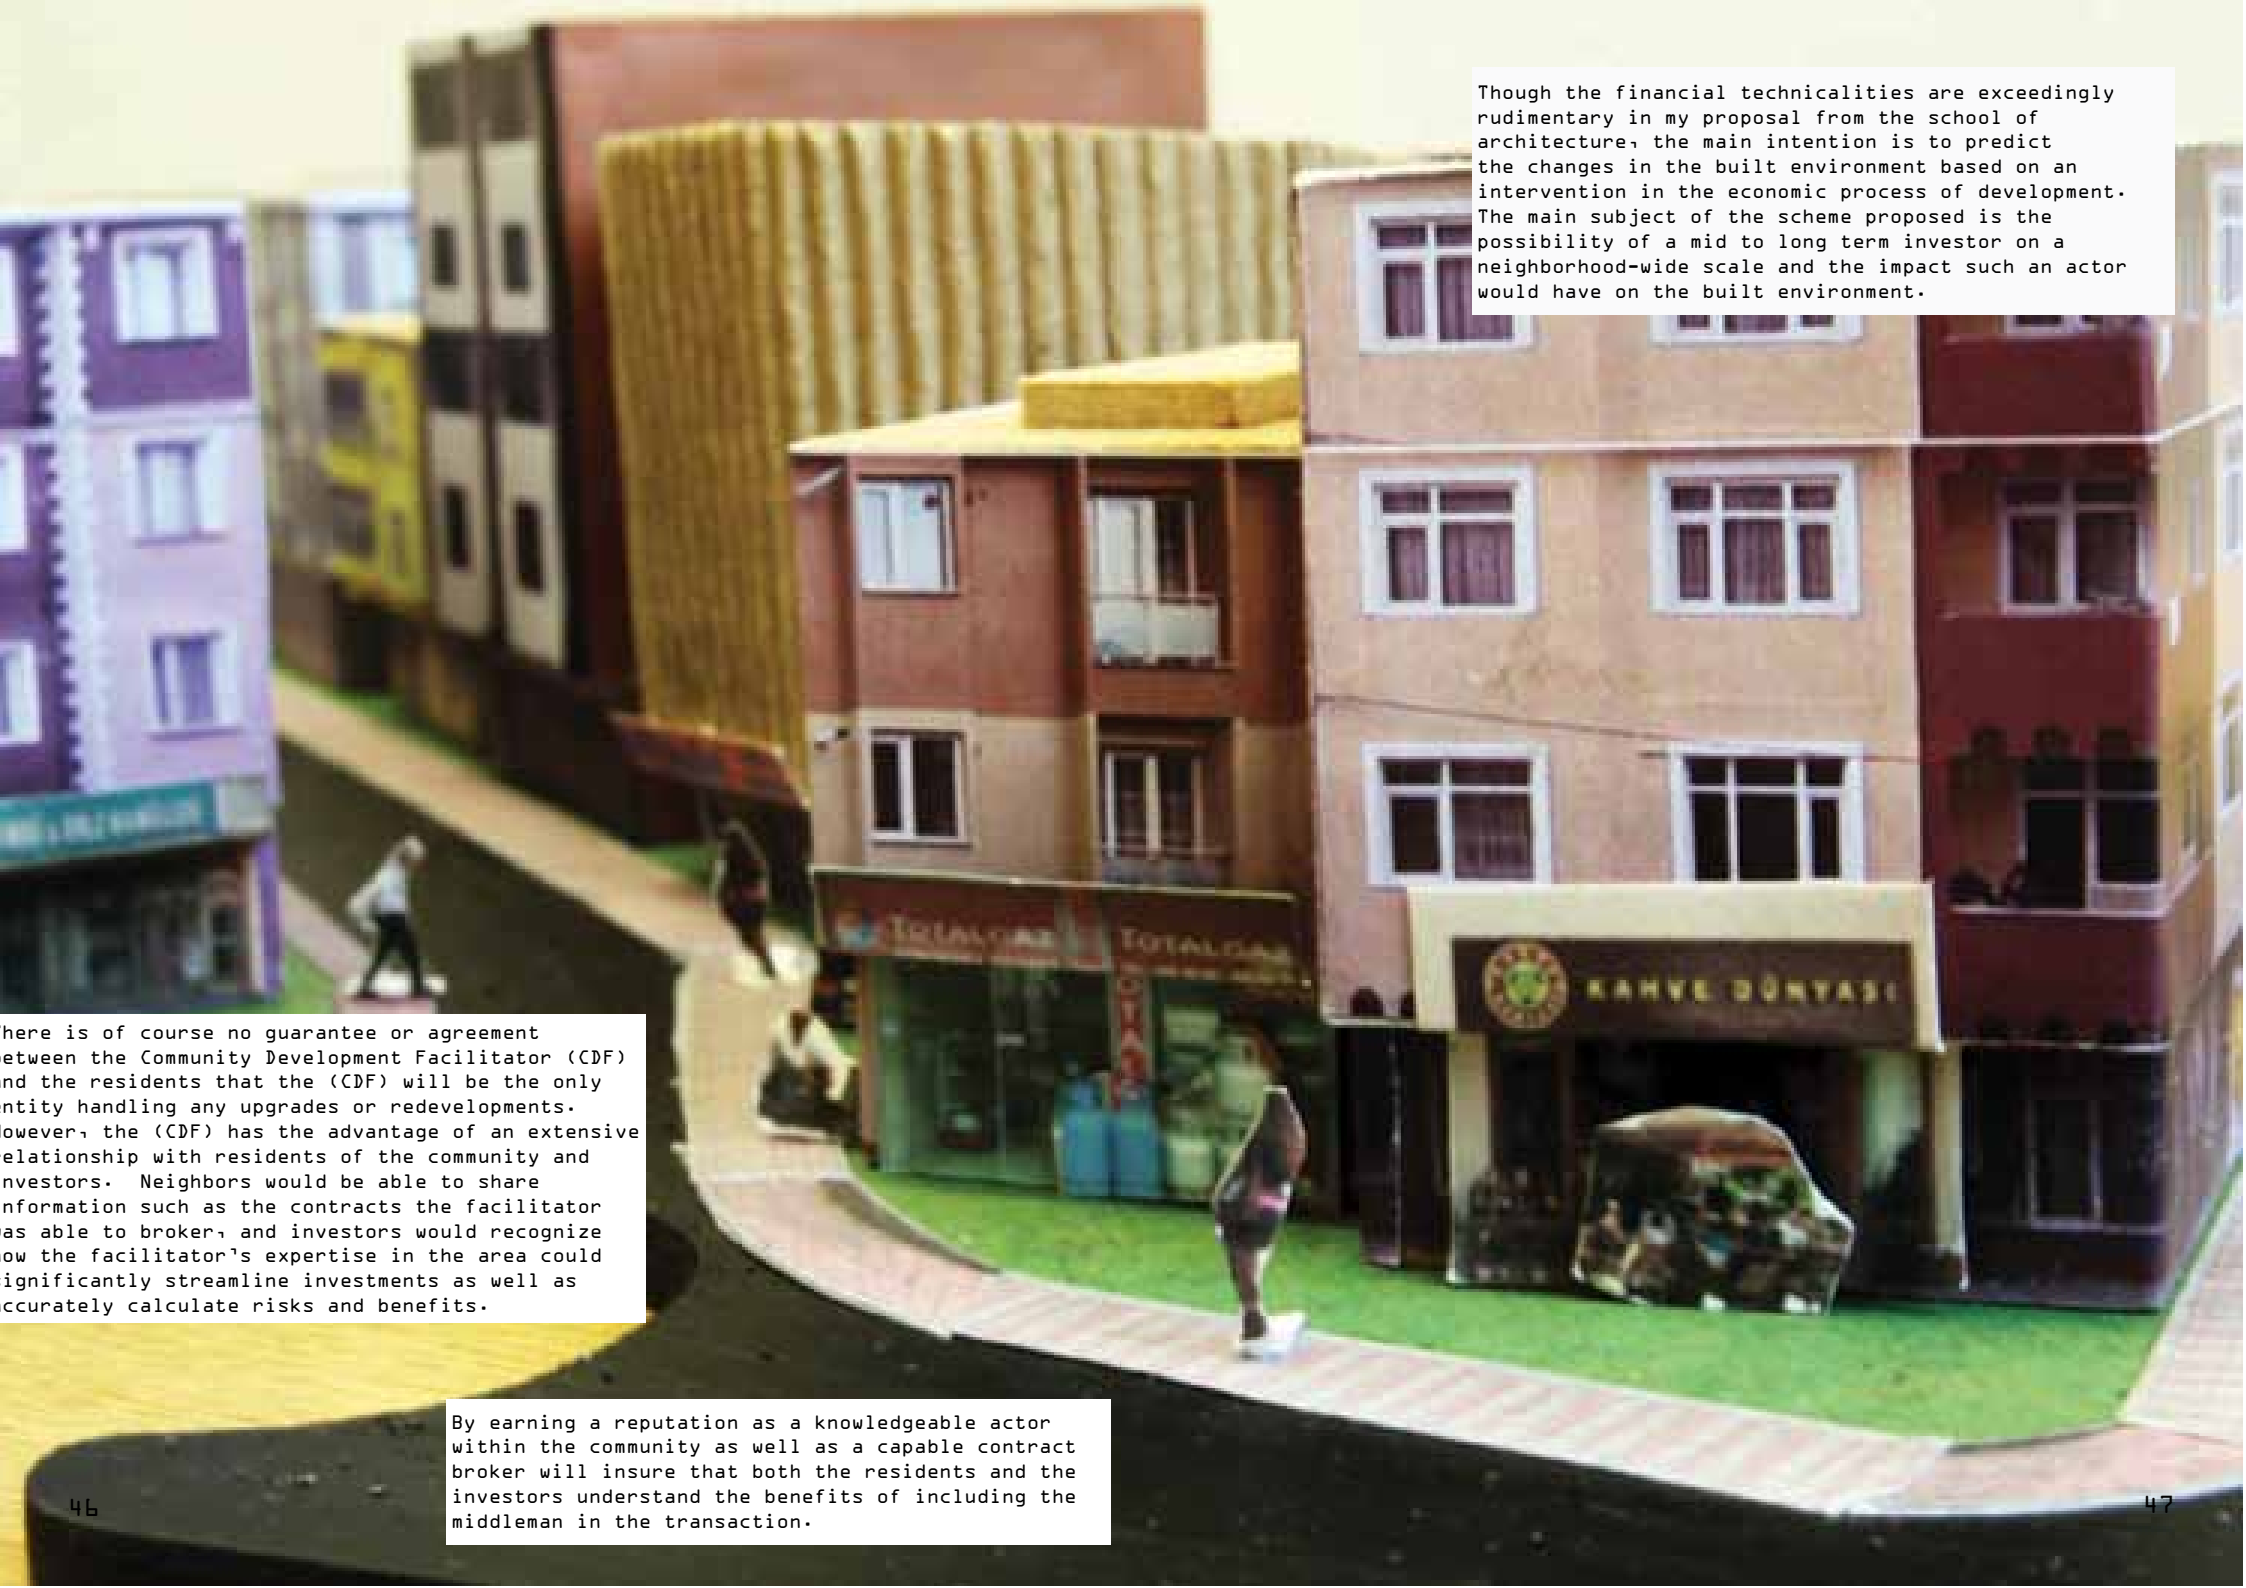 Though the financial technicalities are exceedingly
rudimentary in my proposal from the school of
architecture, the main intention is to predict
the changes in the built environment based on an
intervention in the economic process of development.
The main subject of the scheme proposed is the
possibility of a mid to long term investor on a
neighborhood-wide scale and the impact such an actor
would have on the built environment.
TOTALGAZ
TOTALGAZ
KAHVE DÜNYASI
here is of course no guarantee or agreement
etween the Community Development Facilitator (CDF)
nd the residents that the (CDF) will be the only
ntity handling any upgrades or redevelopments.
owever, the (CDF) has the advantage of an extensive
elationship with residents of the community and
nvestors. Neighbors would be able to share
nformation such as the contracts the facilitator
as able to broker, and investors would recognize
ow the facilitator's expertise in the area could
ignificantly streamline investments as well as
ccurately calculate risks and benefits.
By earning a reputation as a knowledgeable actor
within the community as well as a capable contract
broker will insure that both the residents and the
investors understand the benefits of including the
middleman in the transaction.
46
47